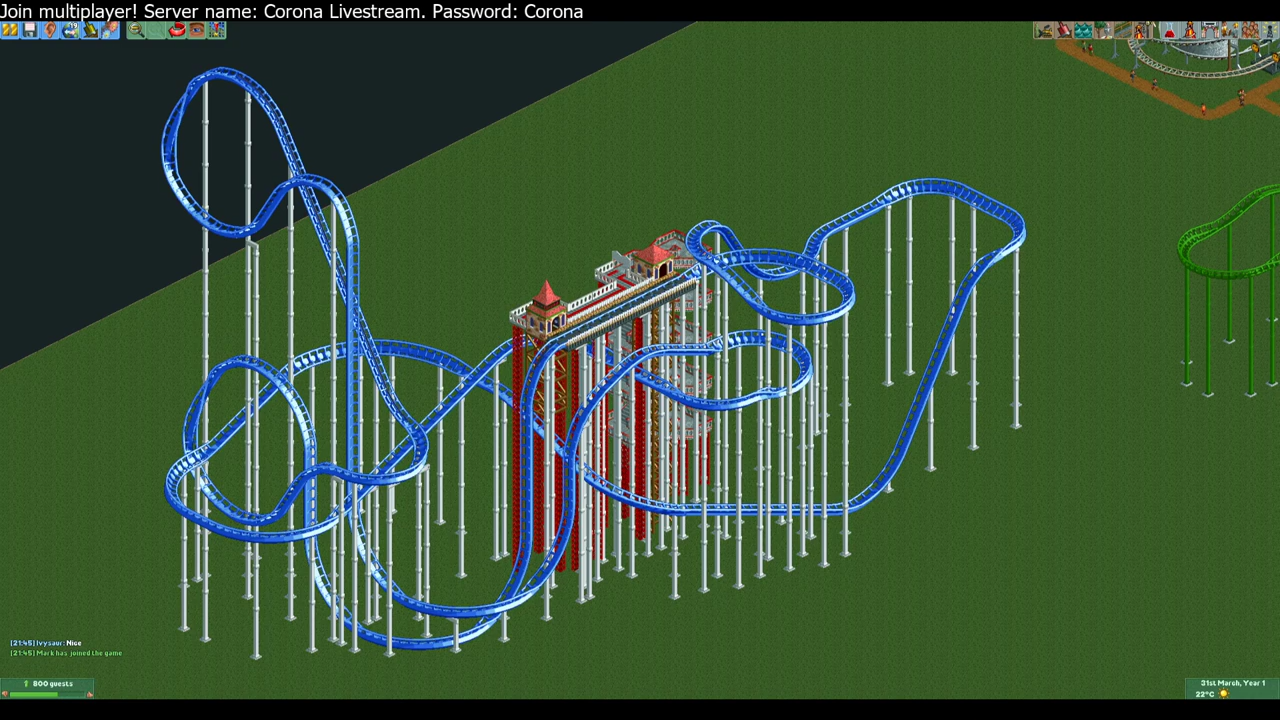 Join multiplayer! Server name: Corona Livestream. Password: Corona
[21:45] Ivysaur: Nice
[21:45] Mark has joined the game
800 guests
31st March, Year 1
22°C